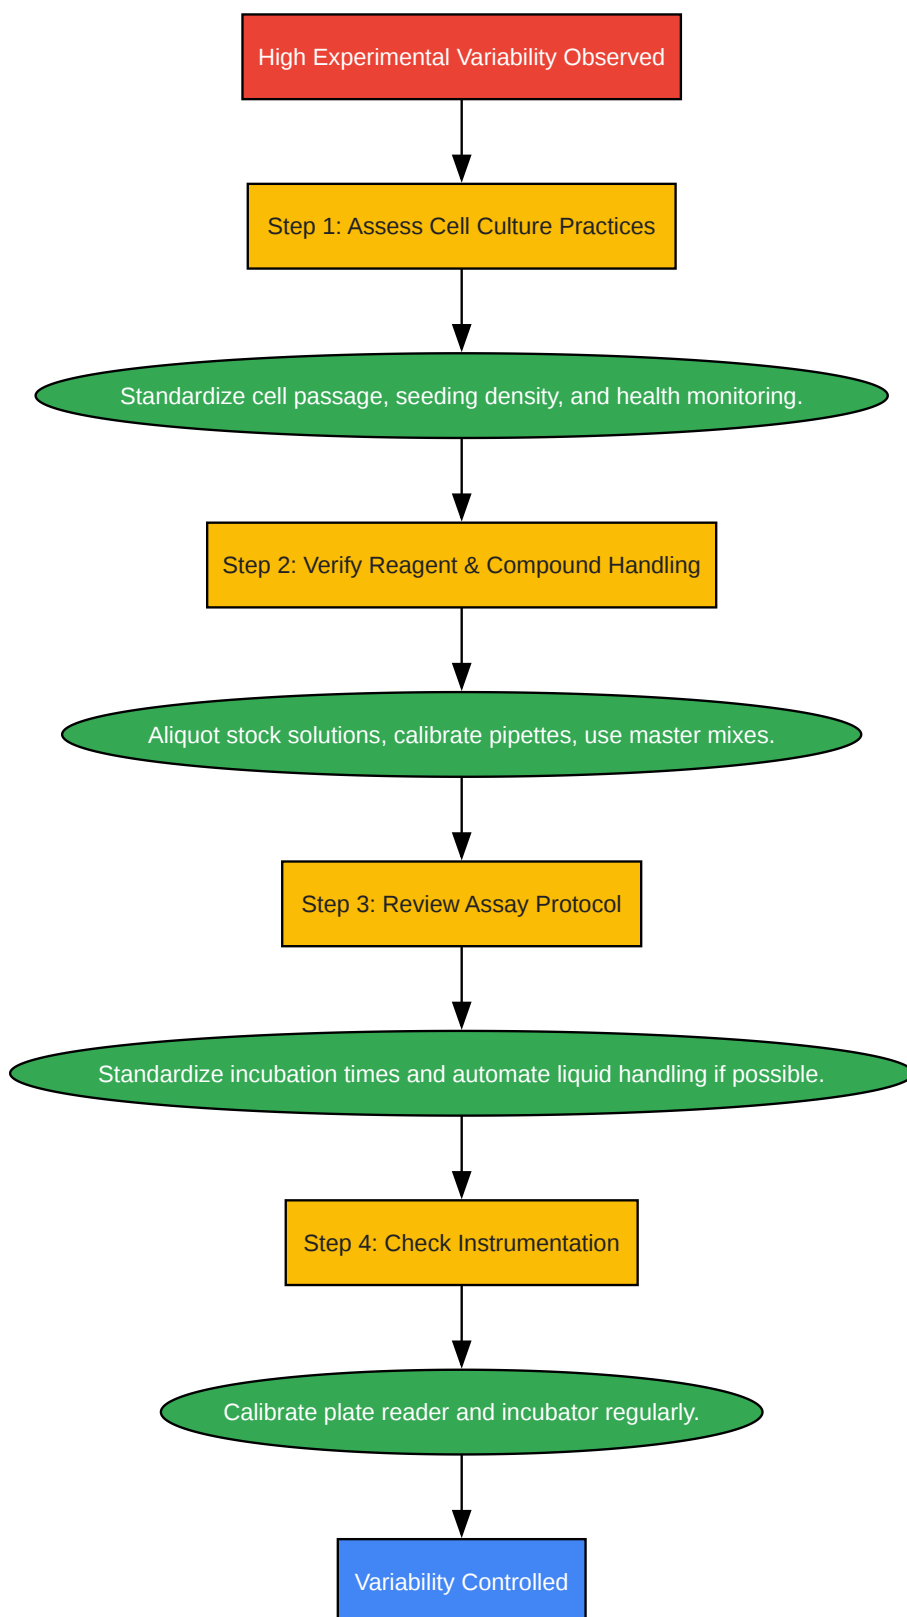 High Experimental Variability Observed
Step 1: Assess Cell Culture Practices
Standardize cell passage, seeding density, and health monitoring.
Step 2: Verify Reagent & Compound Handling
Aliquot stock solutions, calibrate pipettes, use master mixes.
Step 3: Review Assay Protocol
Standardize incubation times and automate liquid handling if possible.
Step 4: Check Instrumentation
Calibrate plate reader and incubator regularly.
Variability Controlled